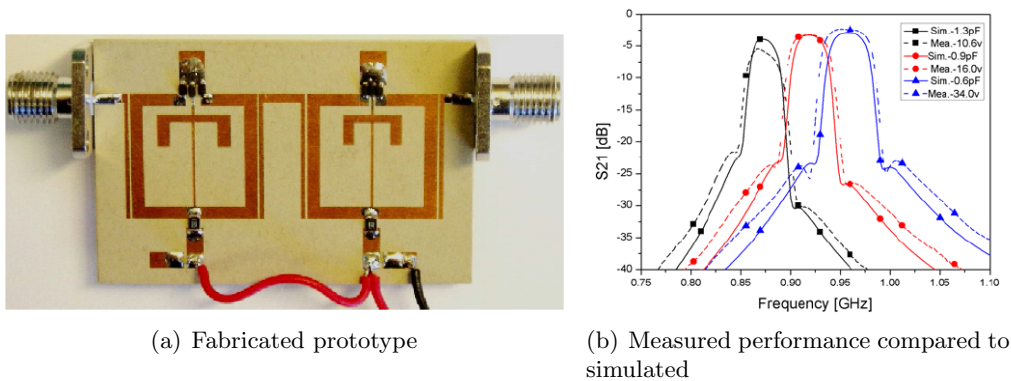 0
-5
-10
-15
-20
-25
-30
-35
-40
S21 [dB]
0.75
0.80
0.85
0.90
0.95
1.00
1.05
1.10
Frequency [GHz]
Sim.-1.3pF
Mea.-10.6v
Sim.-0.9pF
Mea.-16.0v
Sim.-0.6pF
Mea.-34.0v
(a) Fabricated prototype
(b) Measured performance compared to
simulated